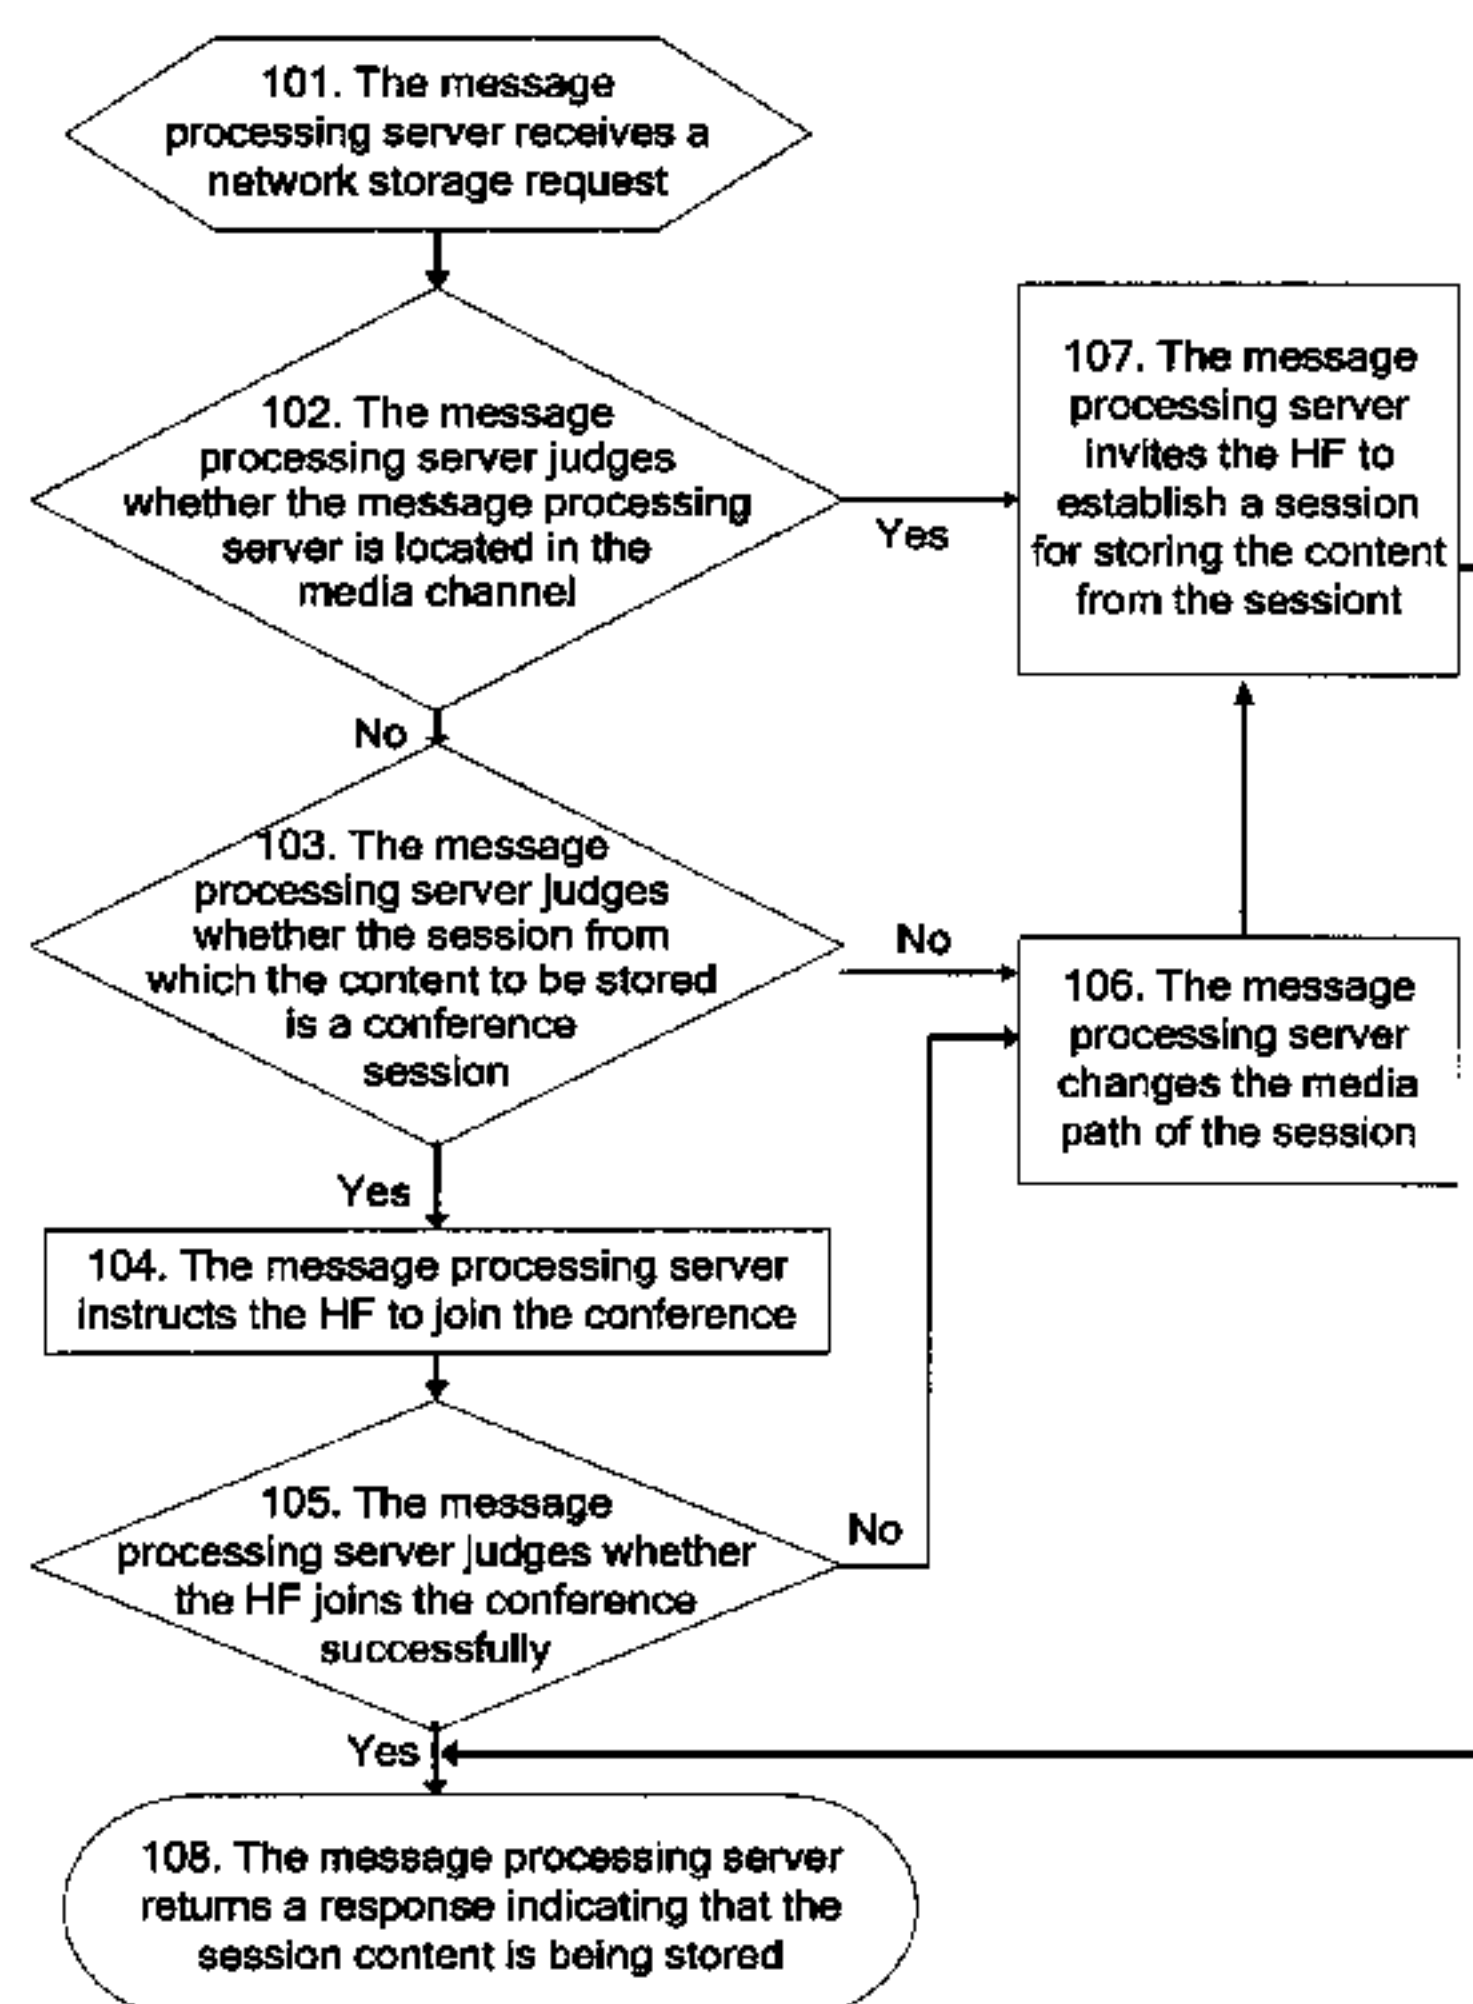 101. The message
processing server receives a
network storage request
102. The message
processing server judges
whether the message processing
server is located in the
media channel
Yes
107. The message
processing server
invites the HF to
establish a session
for storing the content
from the sessiont
No
103. The message
processing server judges
whether the session from
which the content to be stored
is a conference
session
No
106. The message
processing server
changes the media
path of the session
Yes
104. The message processing server
instructs the HF to join the conference
105. The message
processing server judges whether
the HF joins the conference
successfully
No
Yes
108. The message processing server
returns a response indicating that the
session content is being stored